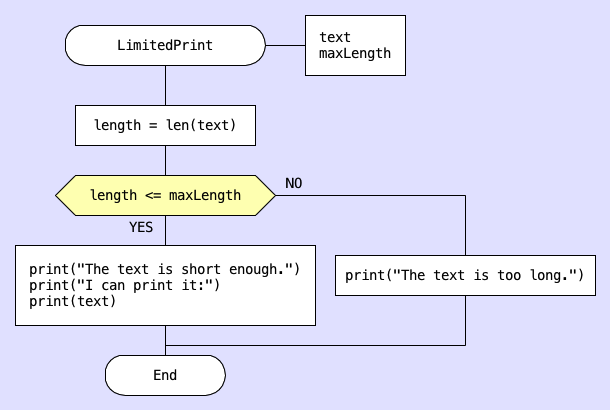 LimitedPrint
text
maxLength
length = len(text)
length <= maxLength
NO
YES
print("The text is short enough.")
print("I can print it:")
print(text)
print("The text is too long.")
End